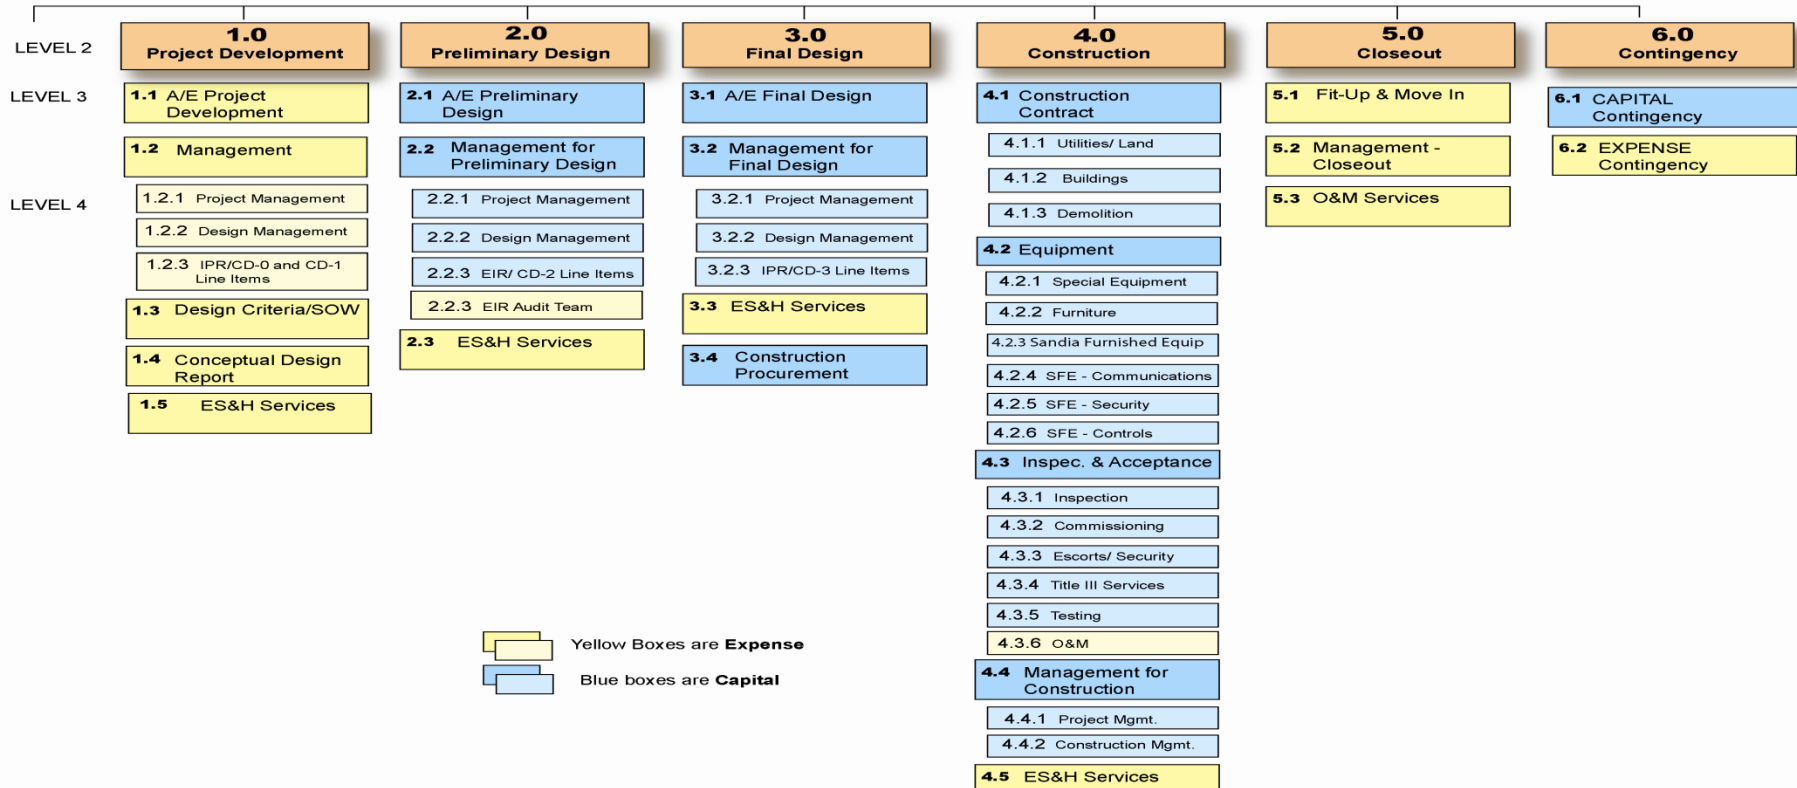 LEVEL 2
1.0
Project Development
2.0
Preliminary Design
3.0
Final Design
4.0
Construction
5.0
Closeout
6.0
Contingency
LEVEL 3
1.1 A/E Project
Development
1.2 Management
LEVEL 4
1.2.1 Project Management
1.2.2 Design Management
1.2.3 IPR/CD-0 and CD-1
Line Items
1.3 Design Criteria/SOW
1.4 Conceptual Design
Report
1.5 ES&H Services
2.1 A/E Preliminary
Design
2.2 Management for
Preliminary Design
2.2.1 Project Management
2.2.2 Design Management
2.2.3 EIR/ CD-2 Line Items
2.2.3 EIR Audit Team
2.3 ES&H Services
3.1 A/E Final Design
3.2 Management for
Final Design
3.2.1 Project Management
3.2.2 Design Management
3.2.3 IPR/CD-3 Line Items
3.3 ES&H Services
3.4 Construction
Procurement
4.1 Construction
Contract
4.1.1 Utilities/ Land
4.1.2 Buildings
4.1.3 Demolition
4.2 Equipment
4.2.1 Special Equipment
4.2.2 Furniture
4.2.3 Sandia Furnished Equip
4.2.4 SFE - Communications
4.2.5 SFE - Security
4.2.6 SFE - Controls
4.3 Inspec. & Acceptance
4.3.1 Inspection
4.3.2 Commissioning
4.3.3 Escorts/ Security
4.3.4 Title III Services
4.3.5 Testing
4.3.6 O&M
4.4 Management for
Construction
4.4.1 Project Mgmt.
4.4.2 Construction Mgmt.
4.5 ES&H Services
5.1 Fit-Up & Move In
5.2 Management -
Closeout
5.3 O&M Services
6.1 CAPITAL
Contingency
6.2 EXPENSE
Contingency
Yellow Boxes are Expense
Blue boxes are Capital